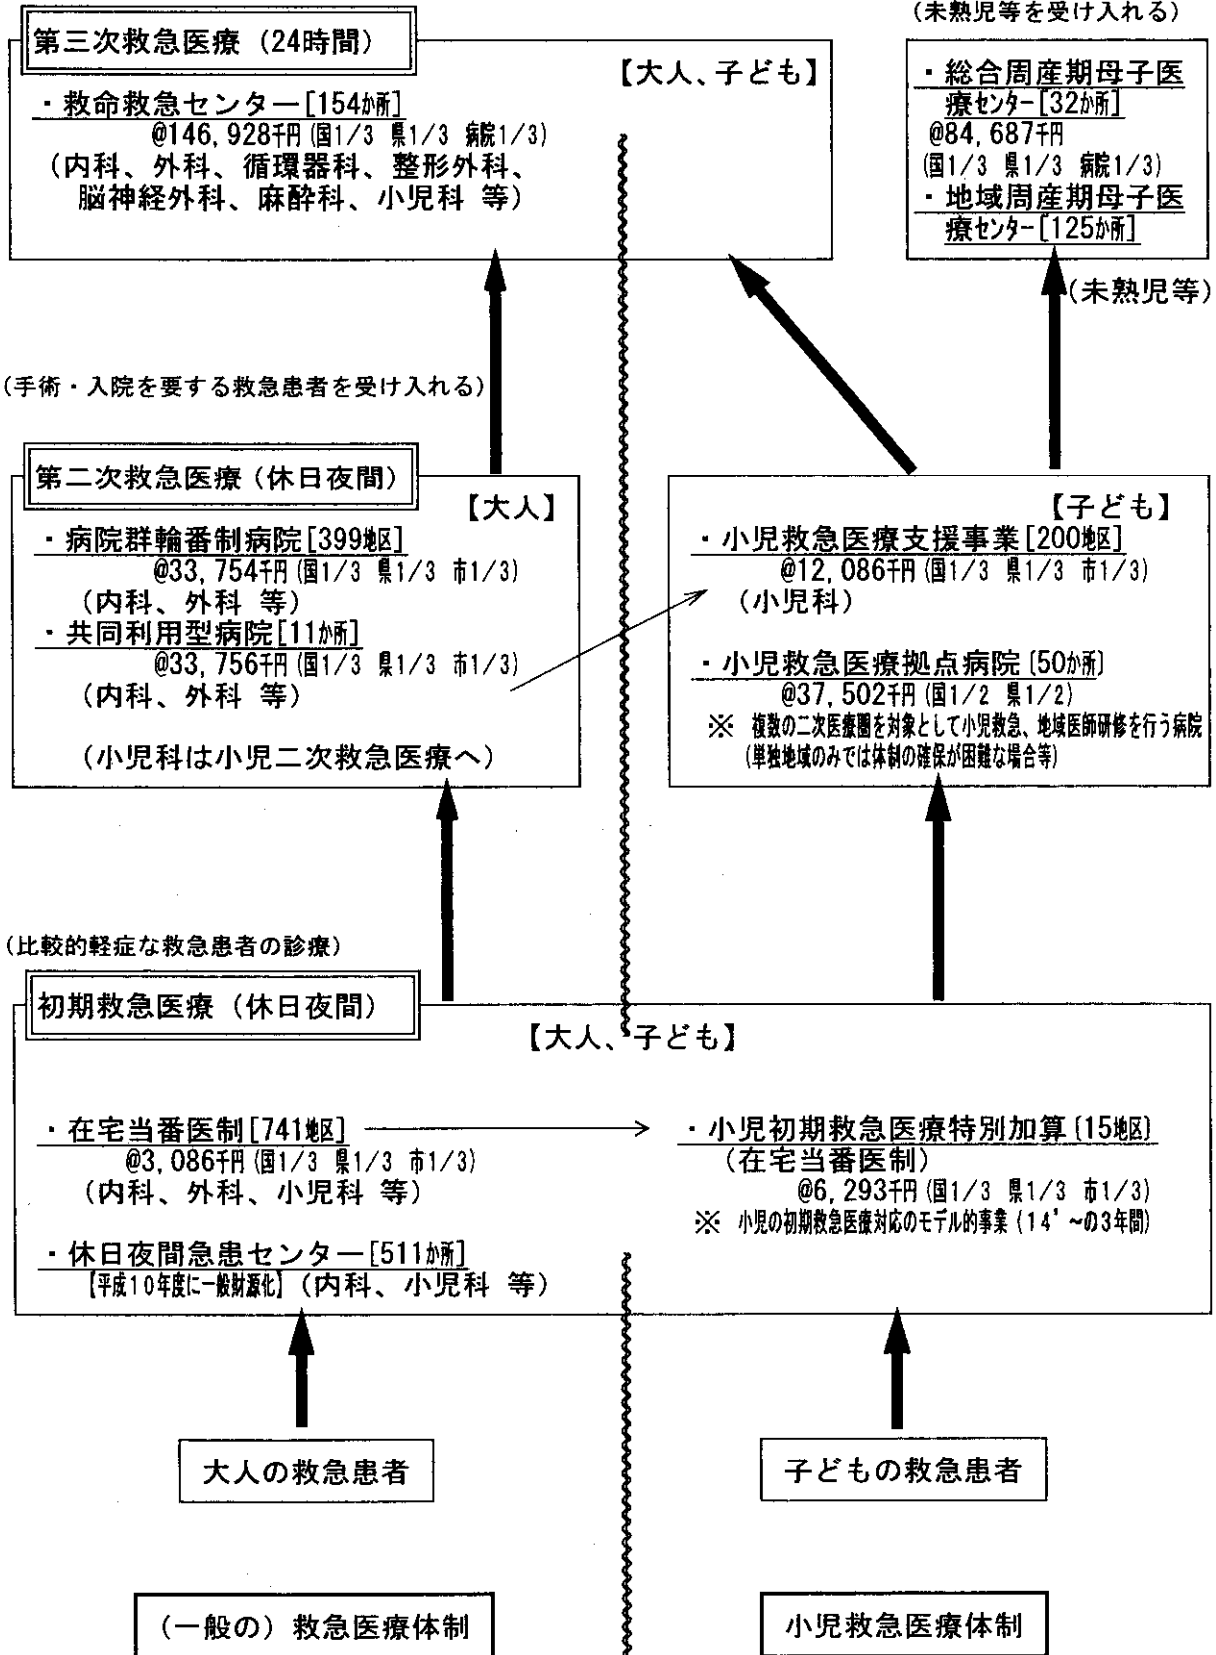 (未熟児等を受け入れる)
第三次救急医療（24時間）
【大人、子ども】
・救命救急センター[154か所]
@146,928千円(国1/3 県1/3 病院1/3)
(内科、外科、循環器科、整形外科、
脳神経外科、麻酔科、小児科 等)
・総合周産期母子医
療センター[32か所]
@84,687千円
(国1/3 県1/3 病院1/3)
・地域周産期母子医
療センター[125か所]
(未熟児等)
(手術・入院を要する救急患者を受け入れる)
第二次救急医療（休日夜間）
【大人】
・病院群輪番制病院[399地区]
@33,754千円(国1/3 県1/3 市1/3)
(内科、外科 等)
・共同利用型病院[11か所]
@33,756千円(国1/3 県1/3 市1/3)
(内科、外科 等)
(小児科は小児二次救急医療へ)
【子ども】
・小児救急医療支援事業[200地区]
@12,086千円(国1/3 県1/3 市1/3)
(小児科)
・小児救急医療拠点病院〔50か所〕
@37,502千円(国1/2 県1/2)
※ 複数の二次医療圏を対象として小児救急、地域医師研修を行う病院
(単独地域のみでは体制の確保が困難な場合等)
(比較的軽症な救急患者の診療)
初期救急医療（休日夜間）
【大人、子ども】
・在宅当番医制[741地区]
@3,086千円(国1/3 県1/3 市1/3)
(内科、外科、小児科 等)
・休日夜間急患センター[511か所]
【平成10年度に一般財源化】(内科、小児科 等)
・小児初期救急医療特別加算〔15地区〕
(在宅当番医制)
@6,293千円(国1/3 県1/3 市1/3)
※ 小児の初期救急医療対応のモデル的事業(14'～の3年間)
大人の救急患者
子どもの救急患者
(一般の) 救急医療体制
小児救急医療体制